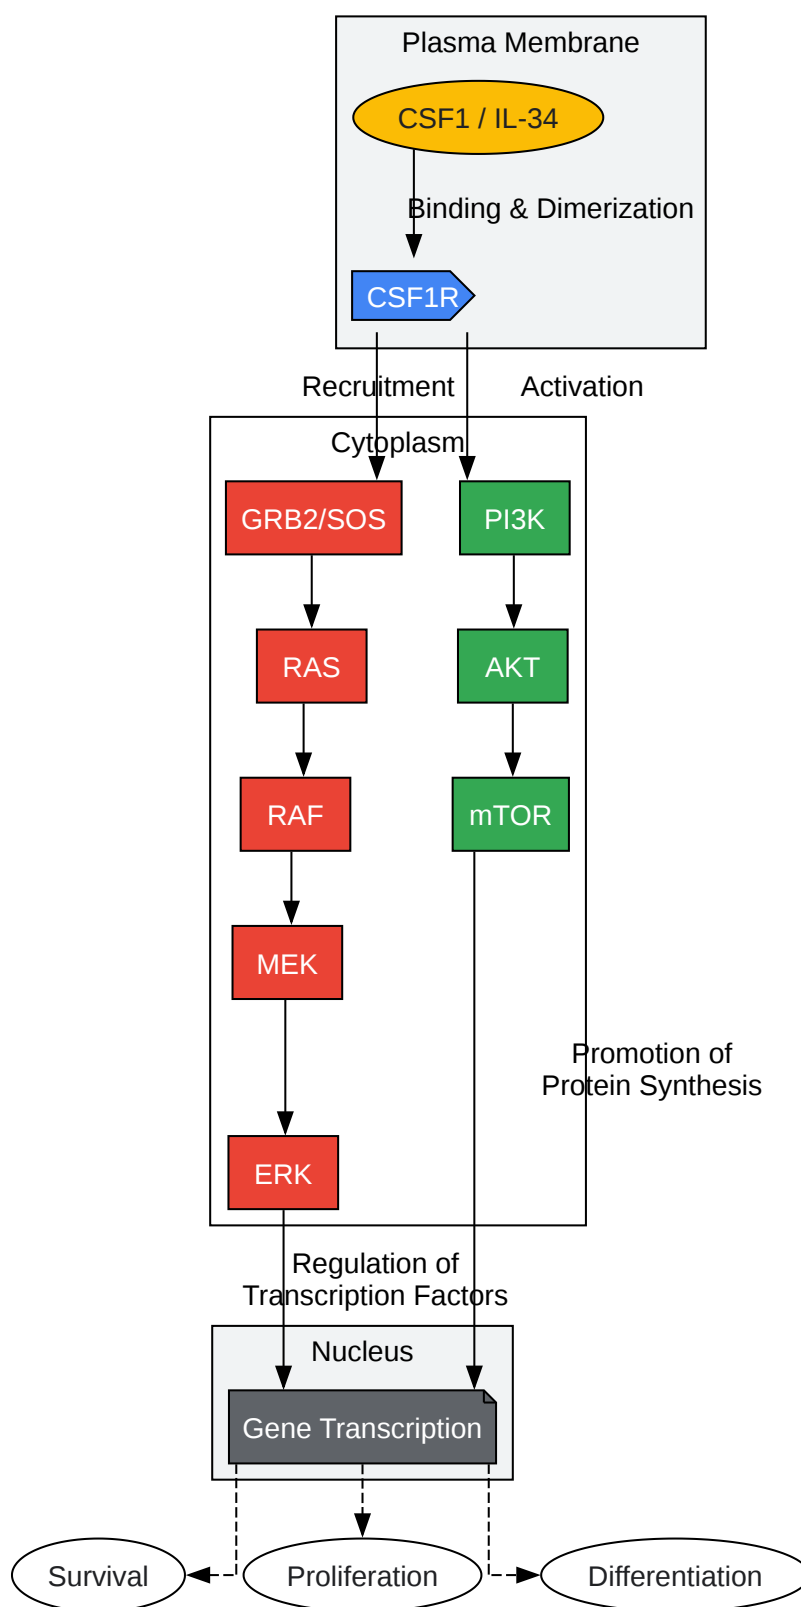 Plasma Membrane
CSF1 / IL-34
Binding & Dimerization
CSF1R
Recruitment
Activation
Cytoplasm
GRB2/SOS
PI3K
RAS
AKT
RAF
mTOR
MEK
Promotion of
Protein Synthesis
ERK
Regulation of
Transcription Factors
Nucleus
Gene Transcription
Survival
Proliferation
Differentiation